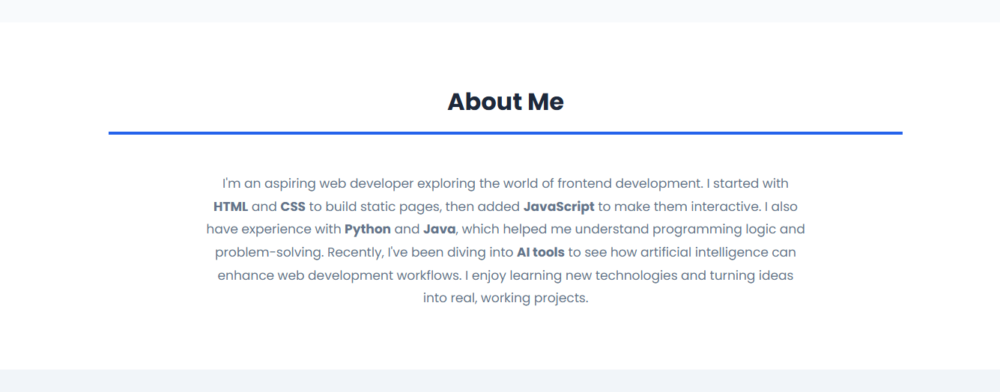 About Me
I'm an aspiring web developer exploring the world of frontend development. I started with
HTML and CSS to build static pages, then added JavaScript to make them interactive. I also
have experience with Python and Java, which helped me understand programming logic and
problem-solving. Recently, I've been diving into AI tools to see how artificial intelligence can
enhance web development workflows. I enjoy learning new technologies and turning ideas
into real, working projects.